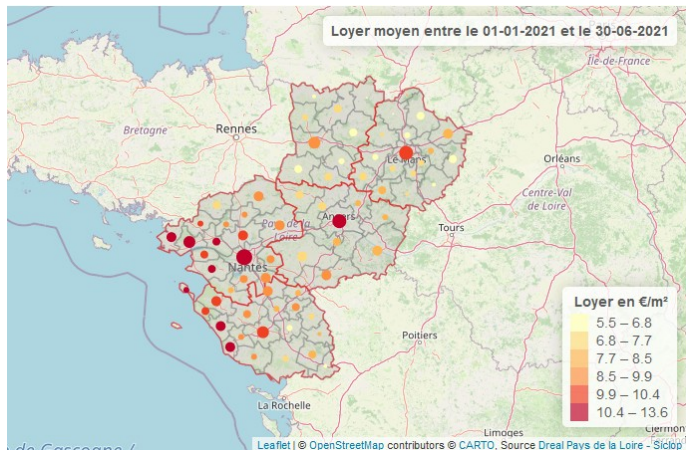 Loyer moyen entre le 01-01-2021 et le 30-06-2021
Île-de-France
Bretagne
Rennes
Le Mans
Orléans
Centre-Val
de Loire
Angers
Pays de la
Loire
Tours
Nantes
Loyer en €/m²
5.5 – 6.8
6.8 – 7.7
7.7 – 8.5
8.5 – 9.9
9.9 – 10.4
10.4 – 13.6
Poitiers
La Rochelle
Limoges
Clermont
de Gascogne /
Leaflet | © OpenStreetMap contributors © CARTO, Source Dreal Pays de la Loire - Siclop